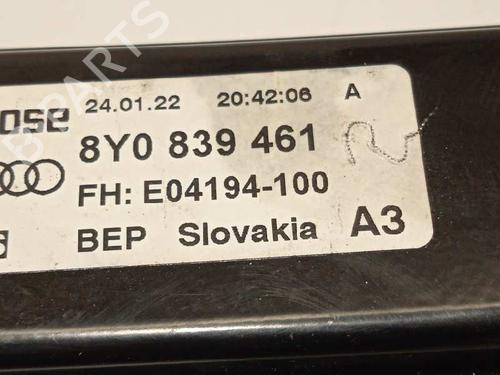 ose 24.01.22 20:42:06 A
8Y0 839 461
FH: E04194-100
BEP Slovakia A3